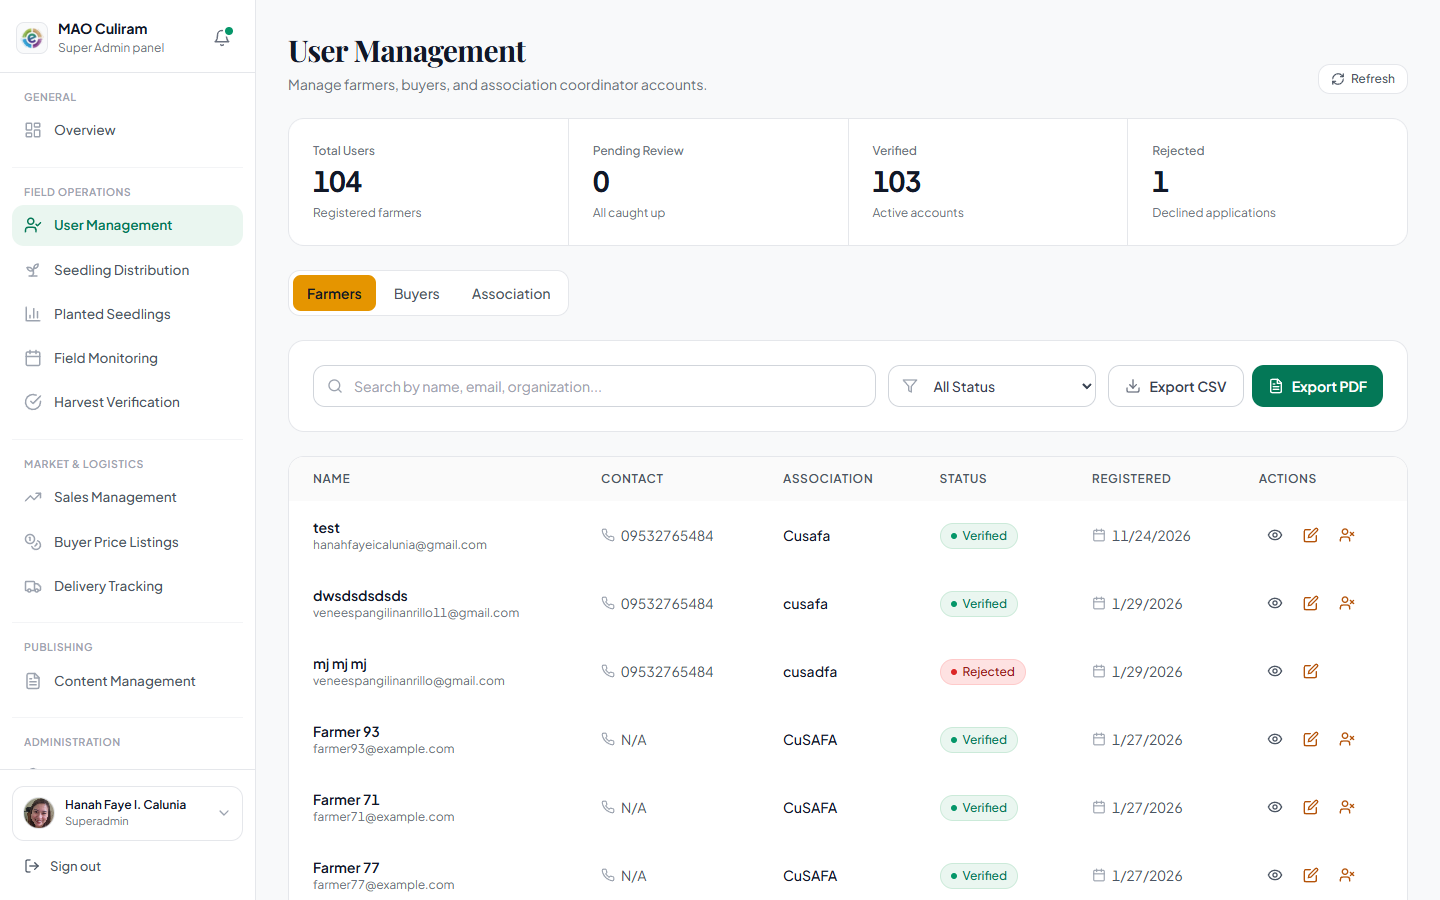 MAO Culiram
Super Admin panel
GENERAL
Overview
FIELD OPERATIONS
User Management
Seedling Distribution
Planted Seedlings
Field Monitoring
Harvest Verification
MARKET & LOGISTICS
Sales Management
Buyer Price Listings
Delivery Tracking
PUBLISHING
Content Management
ADMINISTRATION
Hanah Faye I. Calunia
Superadmin
Sign out
User Management
Manage farmers, buyers, and association coordinator accounts.
Refresh
Total Users
104
Registered farmers
Pending Review
0
All caught up
Verified
103
Active accounts
Rejected
1
Declined applications
Farmers Buyers Association
Search by name, email, organization...
All Status
Export CSV
Export PDF
NAME CONTACT ASSOCIATION STATUS REGISTERED ACTIONS
test
hanahfayeicalunia@gmail.com
09532765484 Cusafa Verified 11/24/2026
dwsdsdsdsds
veneespangilinanrillo11@gmail.com
09532765484 cusafa Verified 1/29/2026
mj mj mj
veneespangilinanrillo@gmail.com
09532765484 cusadfa Rejected 1/29/2026
Farmer 93
farmer93@example.com
N/A CuSAFA Verified 1/27/2026
Farmer 71
farmer71@example.com
N/A CuSAFA Verified 1/27/2026
Farmer 77
farmer77@example.com
N/A CuSAFA Verified 1/27/2026